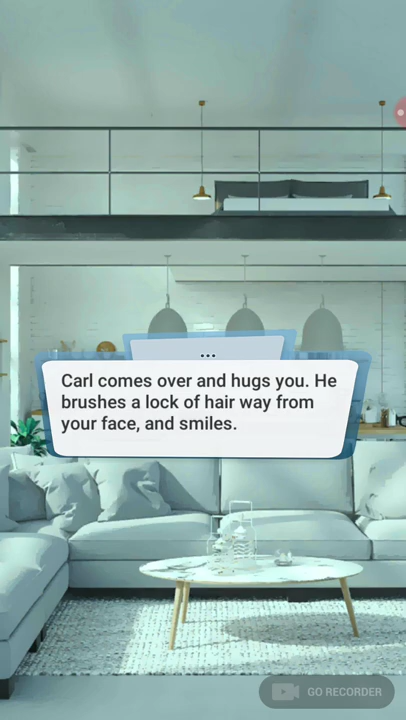 ...
Carl comes over and hugs you. He
brushes a lock of hair way from
your face, and smiles.
GO RECORDER